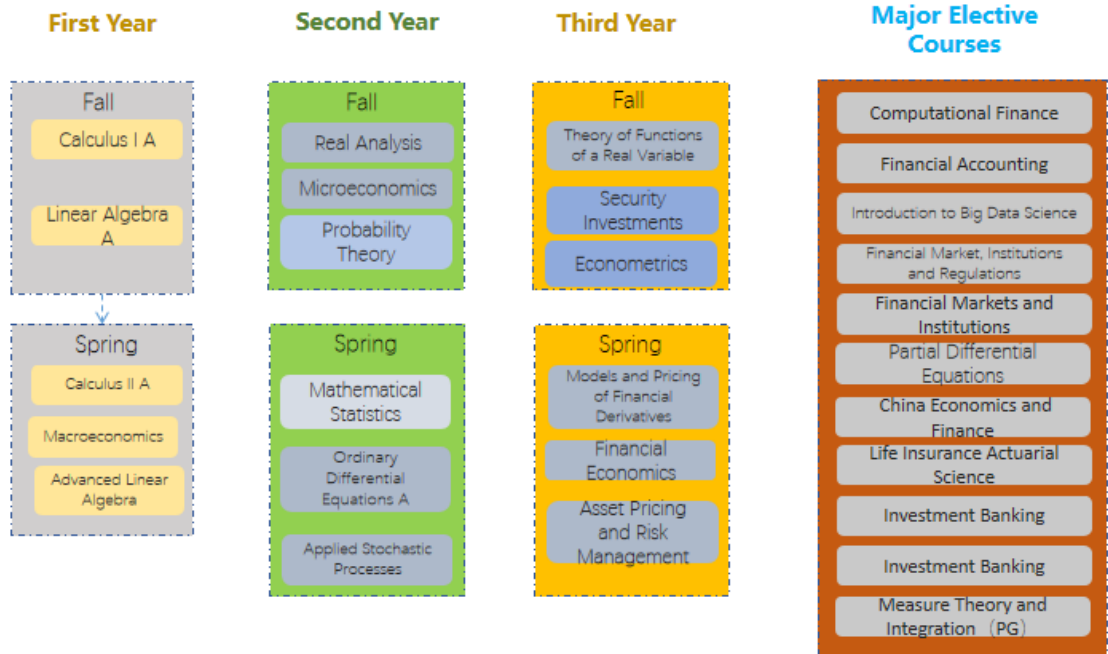 First Year
Fall
Calculus I A
Linear Algebra
A
Spring
Calculus II A
Macroeconomics
Advanced Linear
Algebra
Second Year
Fall
Real Analysis
Microeconomics
Probability
Theory
Spring
Mathematical
Statistics
Ordinary
Differential
Equations A
Applied Stochastic
Processes
Third Year
Fall
Theory of Functions
of a Real Variable
Security
Investments
Econometrics
Spring
Models and Pricing
of Financial
Derivatives
Financial
Economics
Asset Pricing
and Risk
Management
Major Elective
Courses
Computational Finance
Financial Accounting
Introduction to Big Data Science
Financial Market, Institutions
and Regulations
Financial Markets and
Institutions
Partial Differential
Equations
China Economics and
Finance
Life Insurance Actuarial
Science
Investment Banking
Investment Banking
Measure Theory and
Integration（PG）